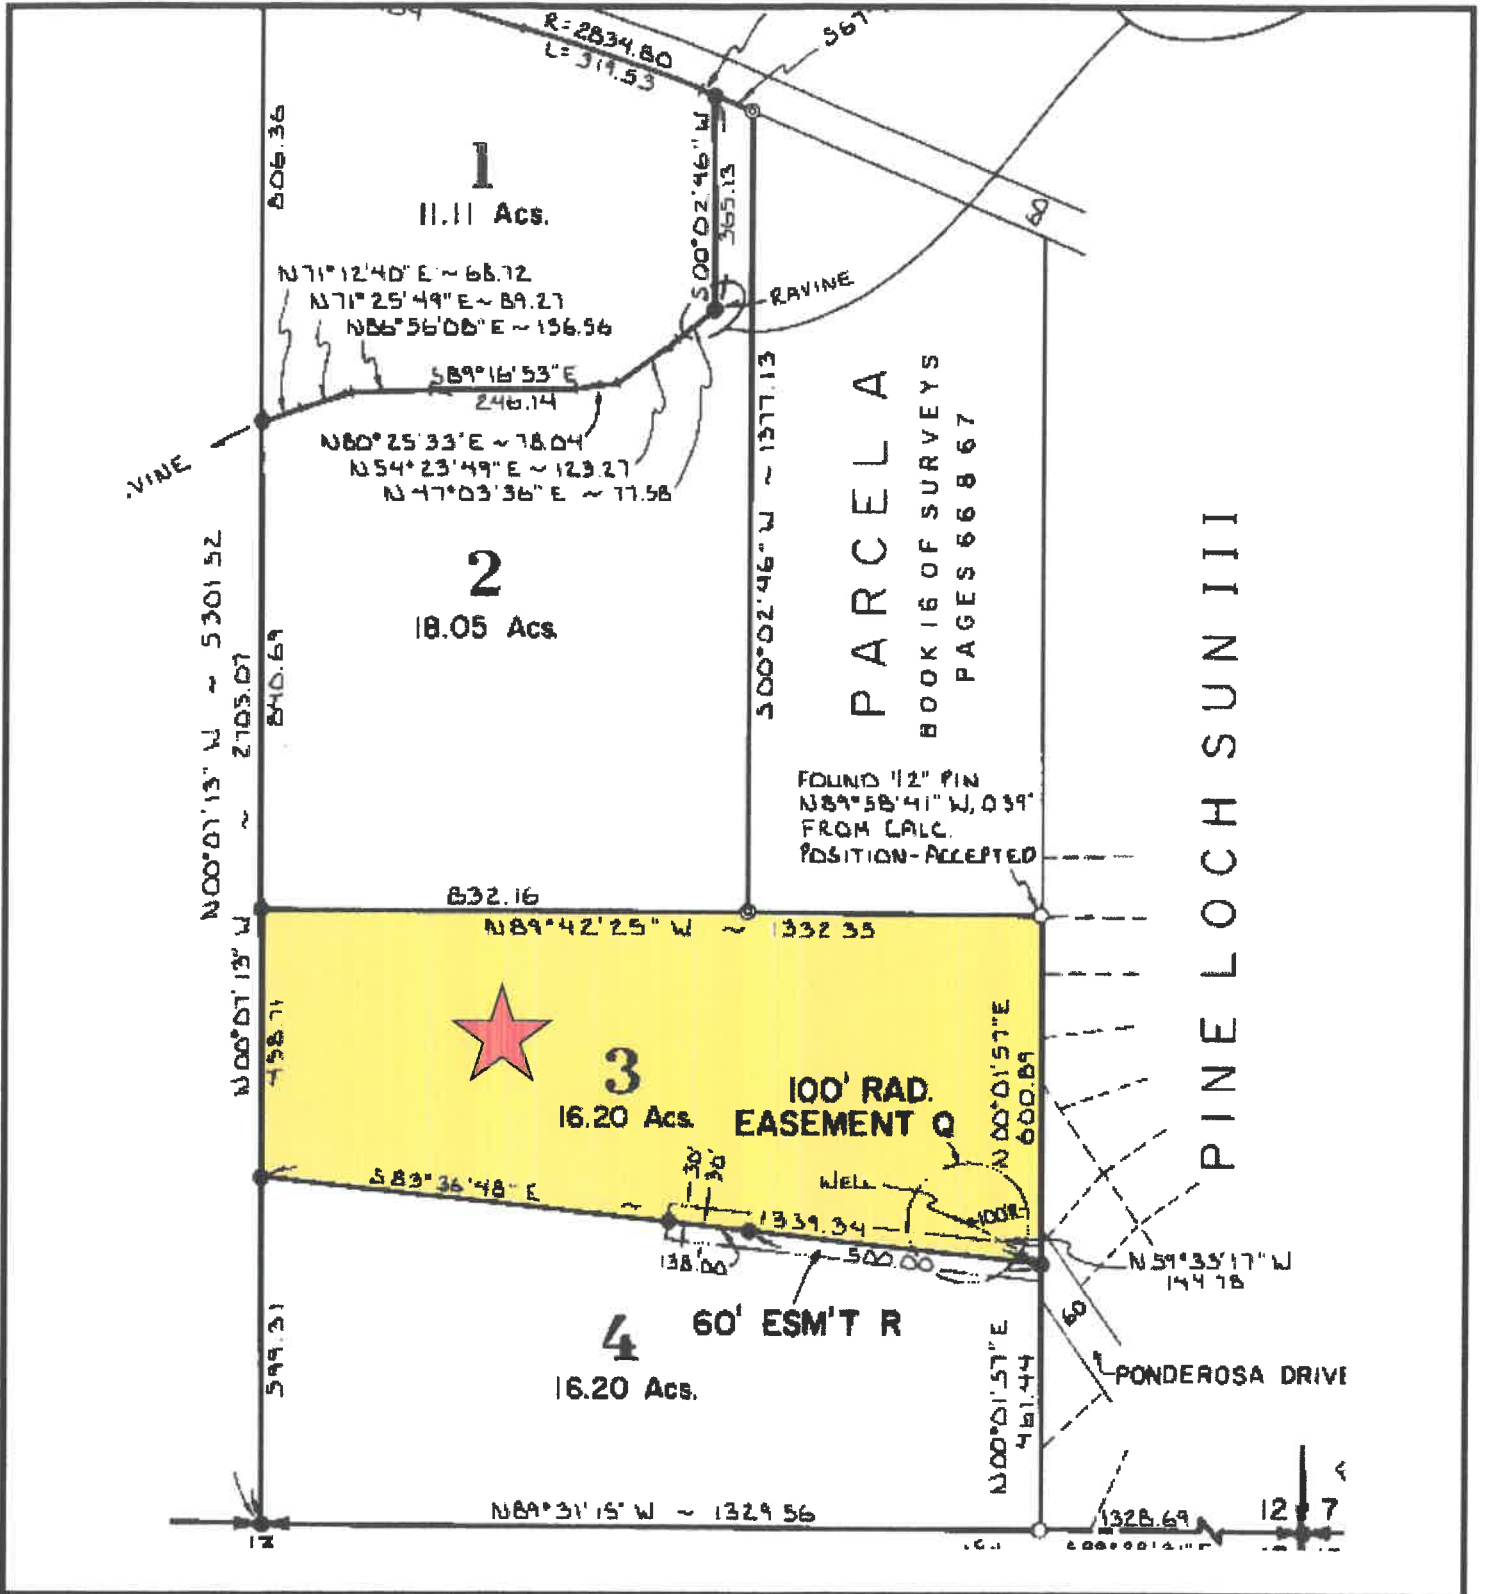 R=2834.80
L=319.53
S67
806.36
1
11.11 Acs.
S00°02'46" W
365.13
60
N71°12'40" E ~ 68.72
N71°25'49" E ~ 89.27
N86°56'08" E ~ 156.56
RAVINE
S89°16'53" E
246.14
N80°25'33" E ~ 78.04
N54°23'49" E ~ 123.27
N47°03'36" E ~ 77.58
VINE
S00°02'46" W ~ 1377.13
PARCEL A
BOOK 16 OF SURVEYS
PAGES 66 & 67
PINE LOCH SUN III
2
18.05 Acs.
N00°07'13" W ~ 5301.52
~ 2705.07
840.69
FOUND 1/2" PIN
N89°58'41" W, 0.39'
FROM CALC.
POSITION-ACCEPTED
832.16
N89°42'25" W ~ 1332.35
N00°07'13" W
458.71
3
16.20 Acs.
100' RAD.
EASEMENT Q
N00°01'57" E
600.89
S83°36'48" E ~ 1339.34
30'
30'
WELL
100'R.
138.00
500.00
N59°33'17" W
144.78
60' ESM'T R
60
PONDEROSA DRIVE
599.31
4
16.20 Acs.
N00°01'57" E
461.44
N89°31'15" W ~ 1329.56
1328.69
12
7